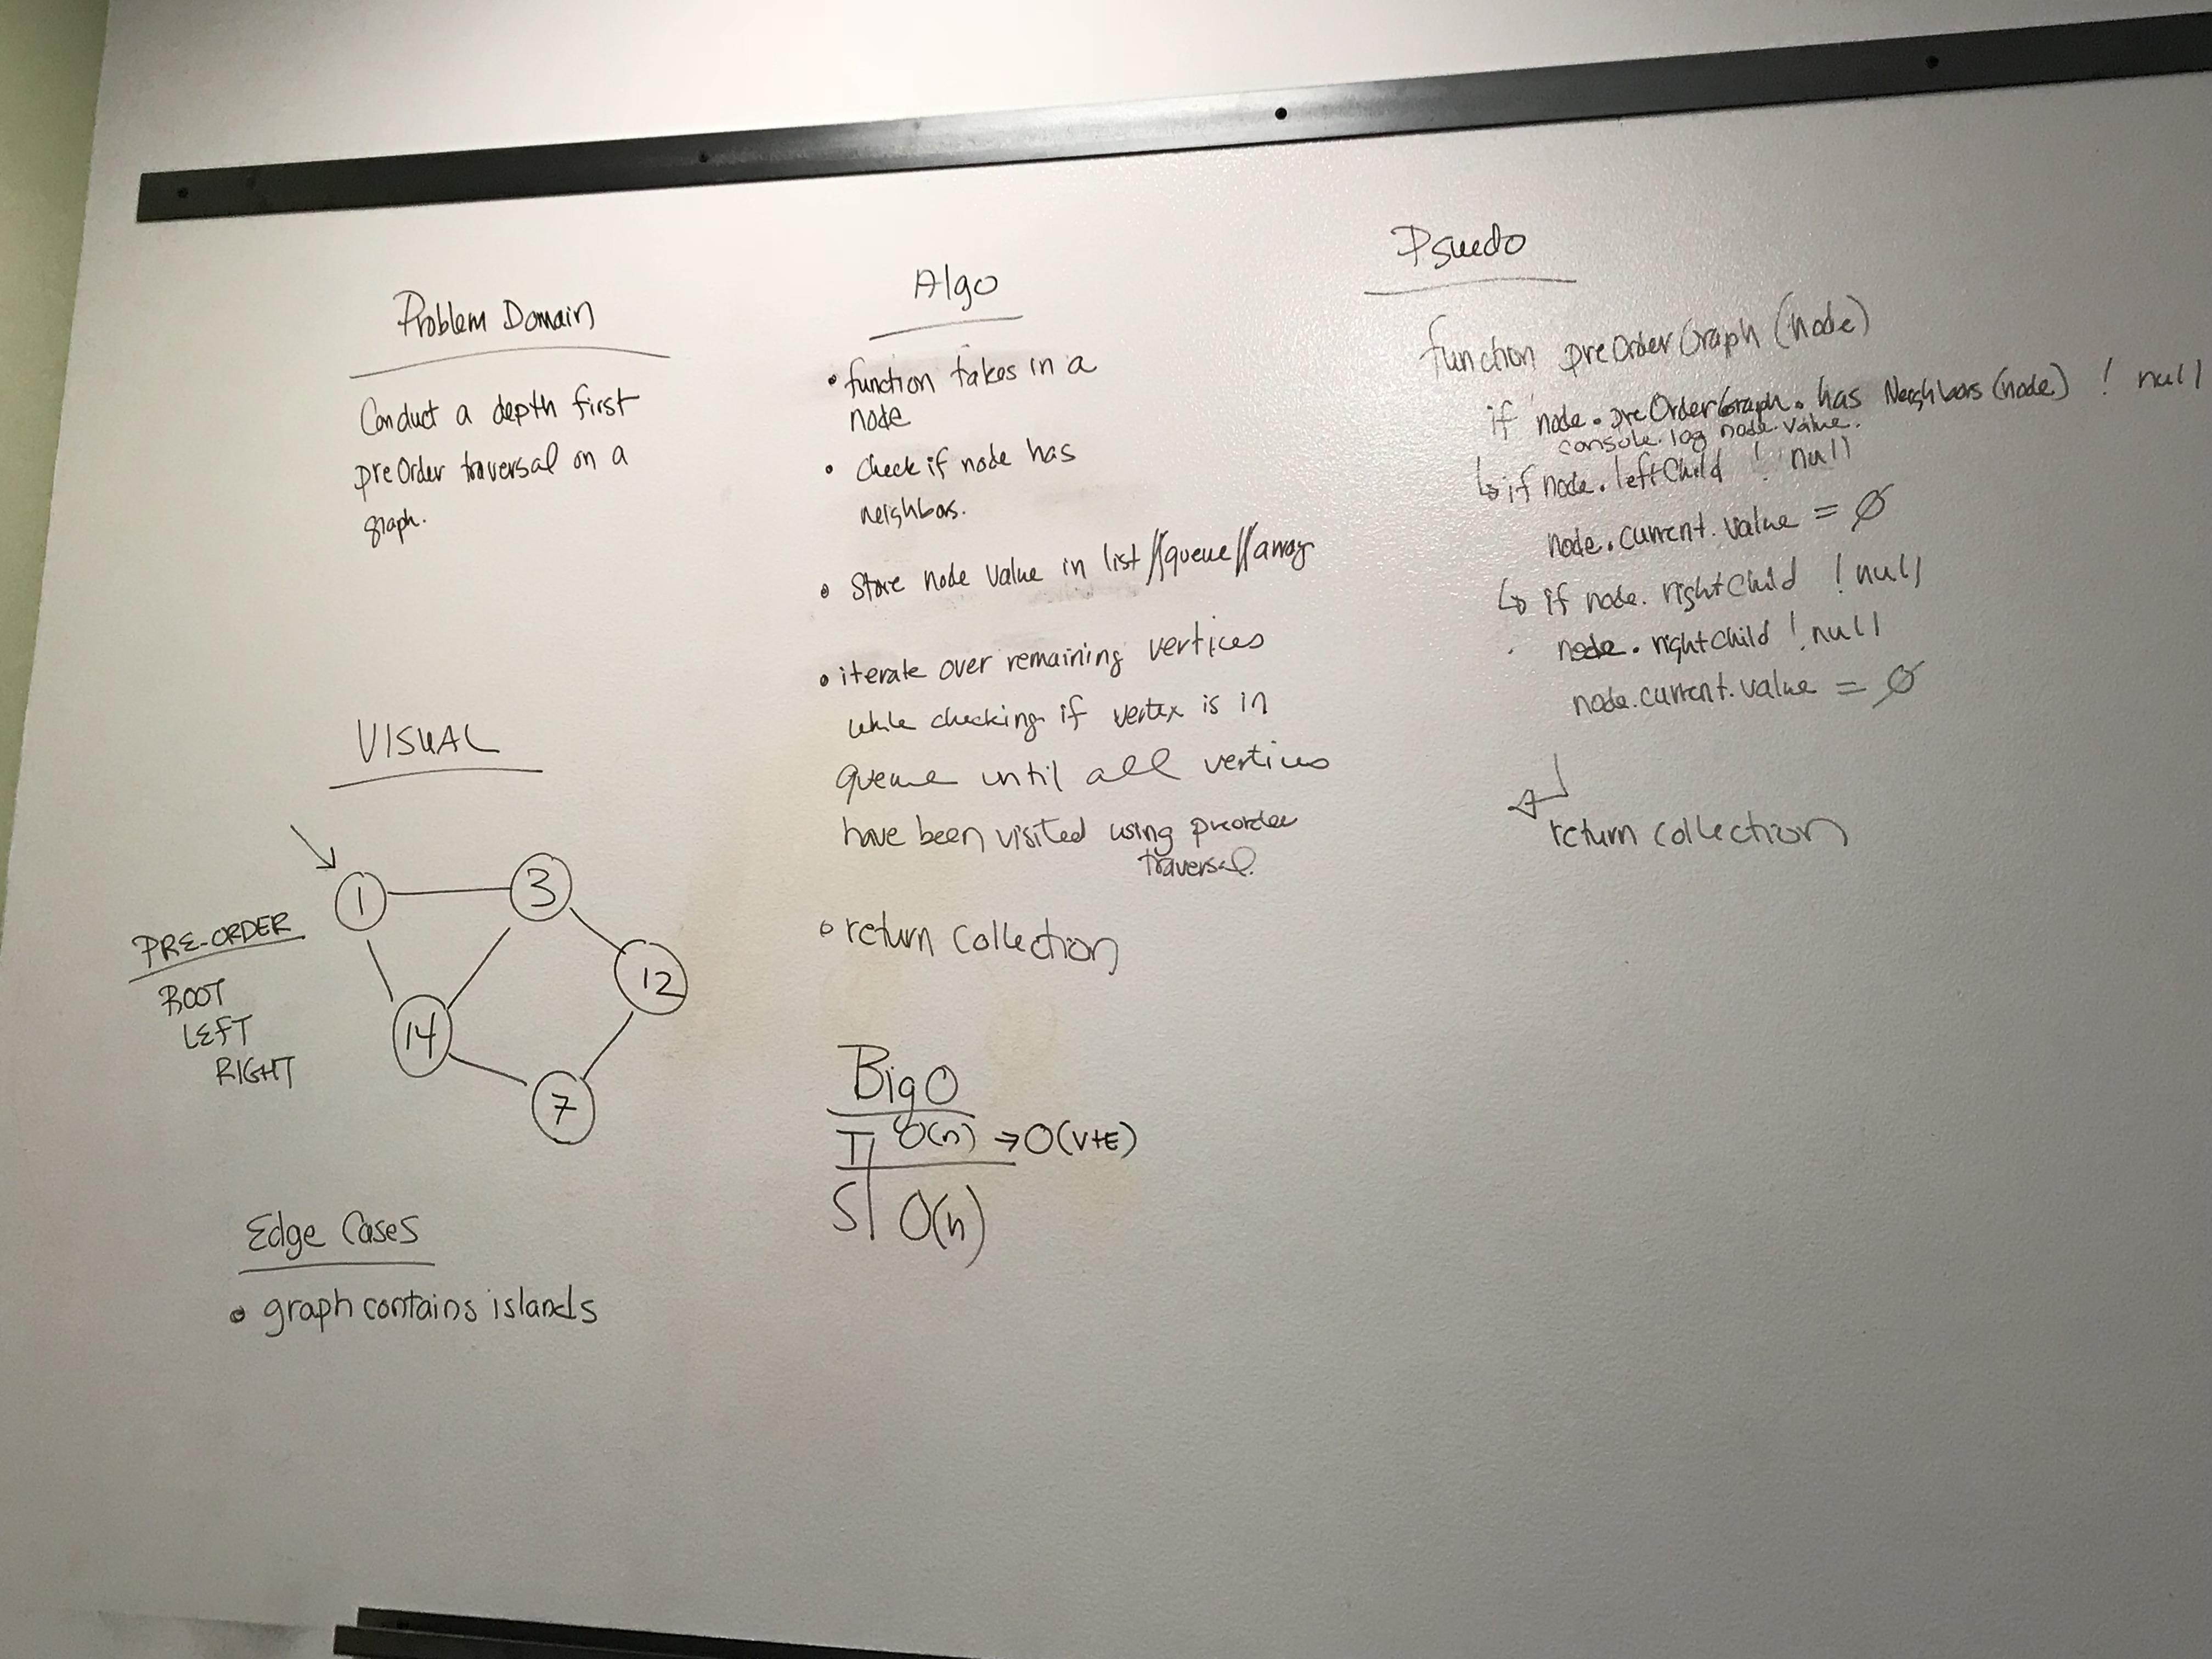 Problem Domain
Conduct a depth first
preOrder traversal on a
graph.
VISUAL
1
3
12
14
7
PRE-ORDER
ROOT
LEFT
RIGHT
Edge Cases
• graph contains islands
Algo
• function takes in a
node
• check if node has
neighbors.
• Store node value in list//queue//array
• iterate over remaining vertices
while checking if vertex is in
queue until all vertices
have been visited using preorder
traversal.
• return collection
Big O
T O(n) → O(V+E)
S O(n)
Psuedo
function preOrderGraph (node)
if node.preOrderGraph.has Neighbors(node) ! null
console.log node.value.
↳ if node.leftChild ! null
node.current.value = ∅
↳ if node.rightChild ! null
node.rightChild ! null
node.current.value = ∅
return collection